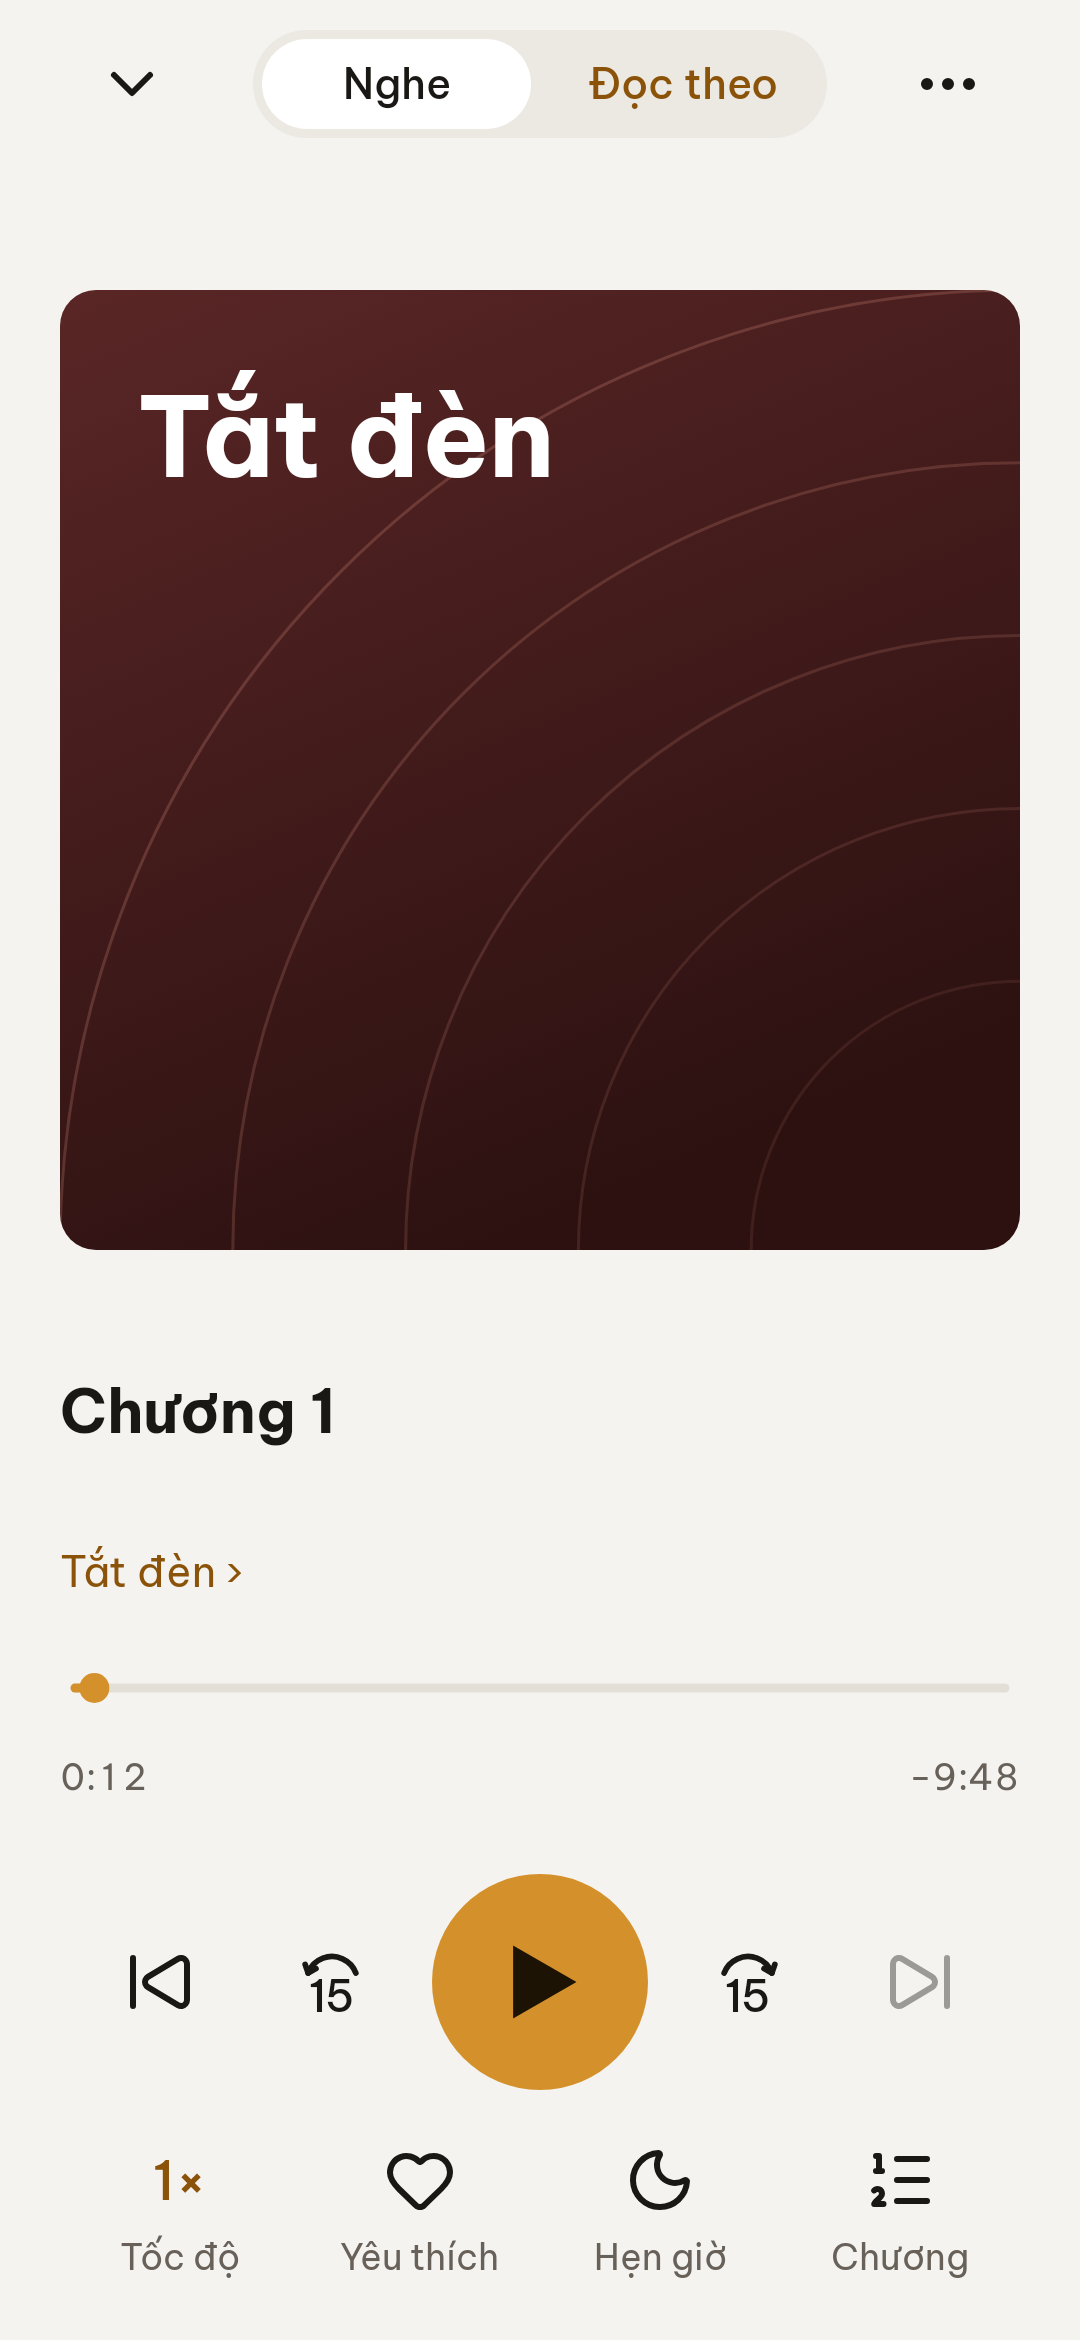 Nghe
Đọc theo
Tắt đèn
Chương 1
Tắt đèn >
0:12
-9:48
15
15
1×
Tốc độ
Yêu thích
Hẹn giờ
Chương